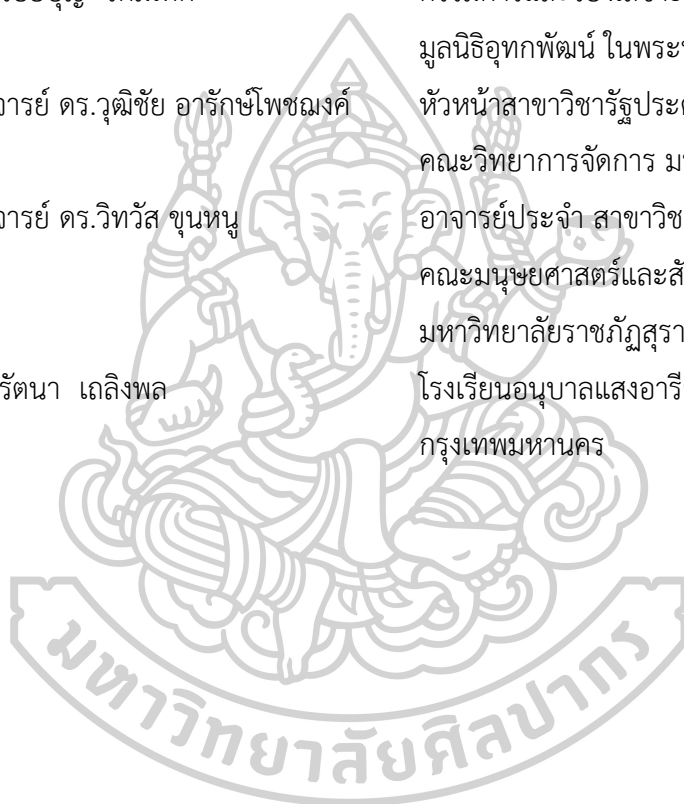 มูลนิธิอุทกพัฒน์ ในพระ
จารย์ ดร.วุฒิชัย อารักษ์โพชฌงค์ หัวหน้าสาขาวิชารัฐประ
คณะวิทยาการจัดการ
จารย์ ดร.วิทวัส ขุนหนู อาจารย์ประจำ สาขาวิช
คณะมนุษยศาสตร์และสั
มหาวิทยาลัยราชภัฏสุรา
รัตนา เถลิงพล โรงเรียนอนุบาลแสงอารี
กรุงเทพมหานคร
มหาวิทยาลัยศิลปากร